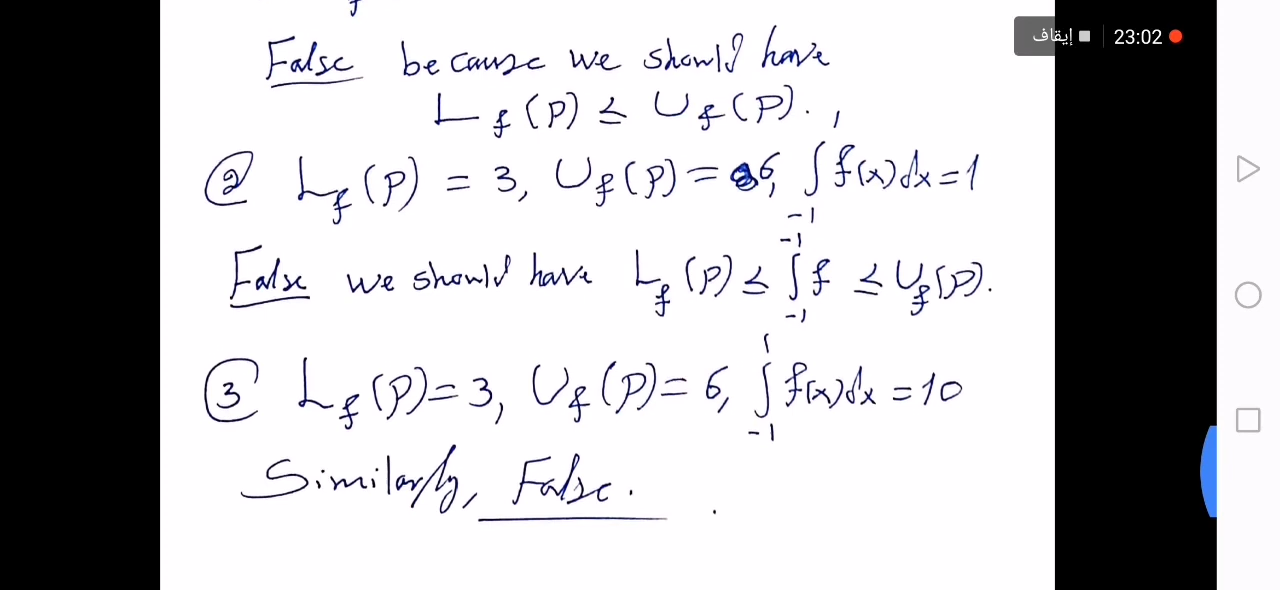 إيقاف 23:02
False because we should have
L_f(P) ≤ U_f(P).,
② L_f(P) = 3, U_f(P) = 6, ∫_{-1} f(x)dx = 1
False we should have L_f(P) ≤ ∫_{-1}^{-1} f ≤ U_f(P).
③ L_f(P) = 3, U_f(P) = 6, ∫_{-1}^{1} f(x)dx = 10
Similarly, False.